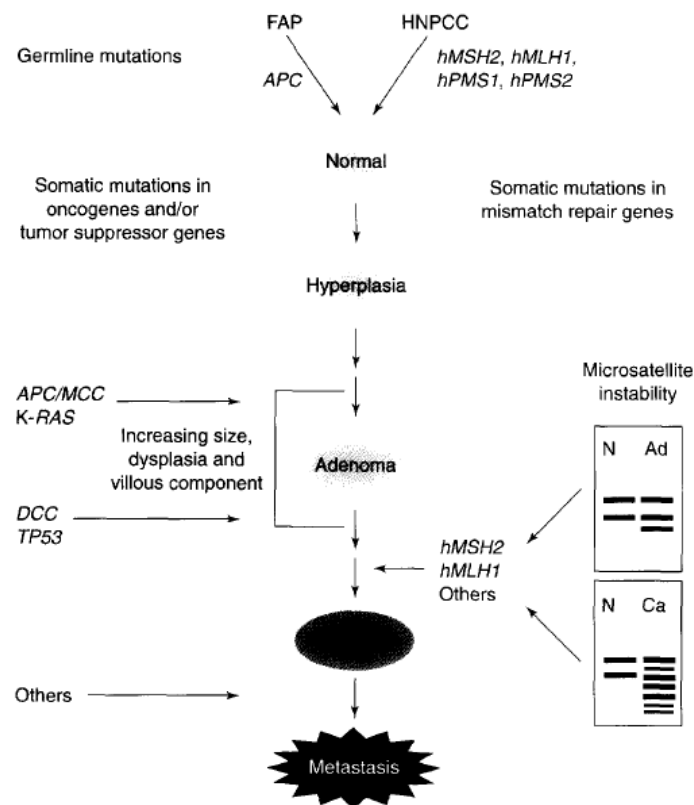 FAP
HNPCC
Germline mutations
APC
hMSH2, hMLH1,
hPMS1, hPMS2
Normal
Somatic mutations in
oncogenes and/or
tumor suppressor genes
Somatic mutations in
mismatch repair genes
Hyperplasia
Microsatellite
instability
APC/MCC
K-RAS
Increasing size,
dysplasia and
villous component
Adenoma
N Ad
DCC
TP53
hMSH2
hMLH1
Others
N Ca
Others
Metastasis